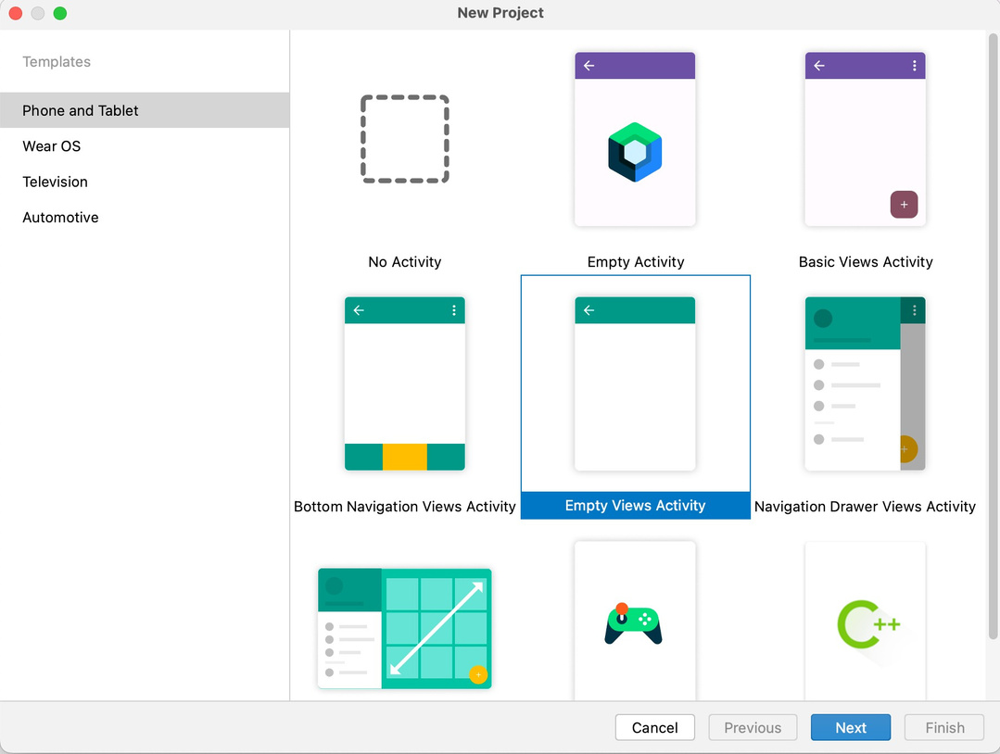 New Project
Templates
Phone and Tablet
Wear OS
Television
Automotive
No Activity
Empty Activity
Basic Views Activity
Bottom Navigation Views Activity
Empty Views Activity
Navigation Drawer Views Activity
C++
Cancel
Previous
Next
Finish